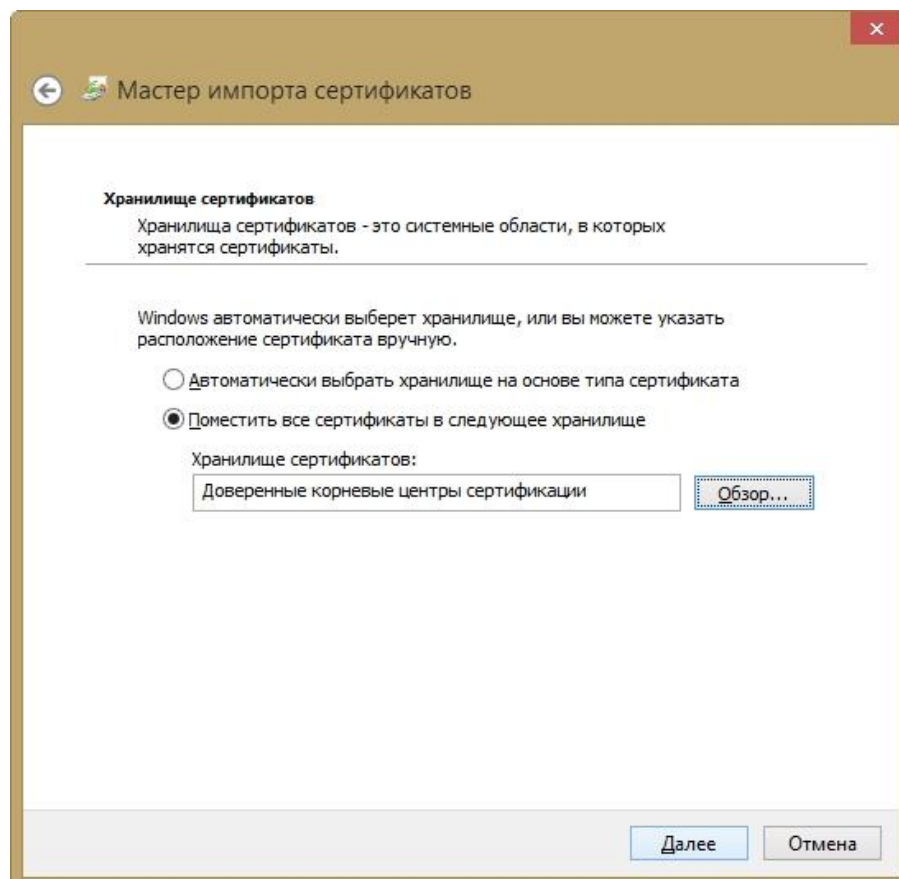 Мастер импорта сертификатов
Хранилище сертификатов
Хранилища сертификатов - это системные области, в которых
хранятся сертификаты.
Windows автоматически выберет хранилище, или вы можете указать
расположение сертификата вручную.
Автоматически выбрать хранилище на основе типа сертификата
Поместить все сертификаты в следующее хранилище
Хранилище сертификатов:
Доверенные корневые центры сертификации
Обзор...
Далее
Отмена